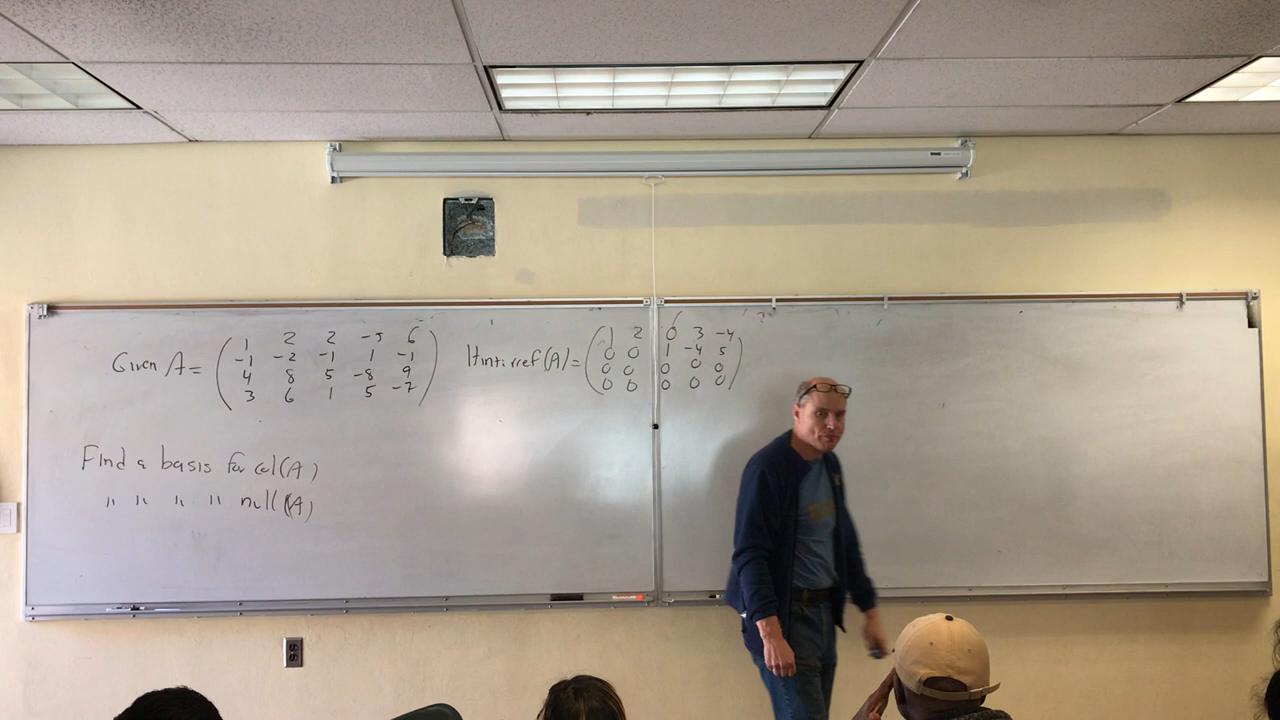 Given A = ( 1 2 2 -5 6
-1 -2 -1 1 -1
4 8 5 -8 9
3 6 1 5 -7 )
Hint: rref(A) = ( 1 2 0 3 -4
0 0 1 -4 5
0 0 0 0 0
0 0 0 0 0 )
Find a basis for col(A)
" " " " null(A)